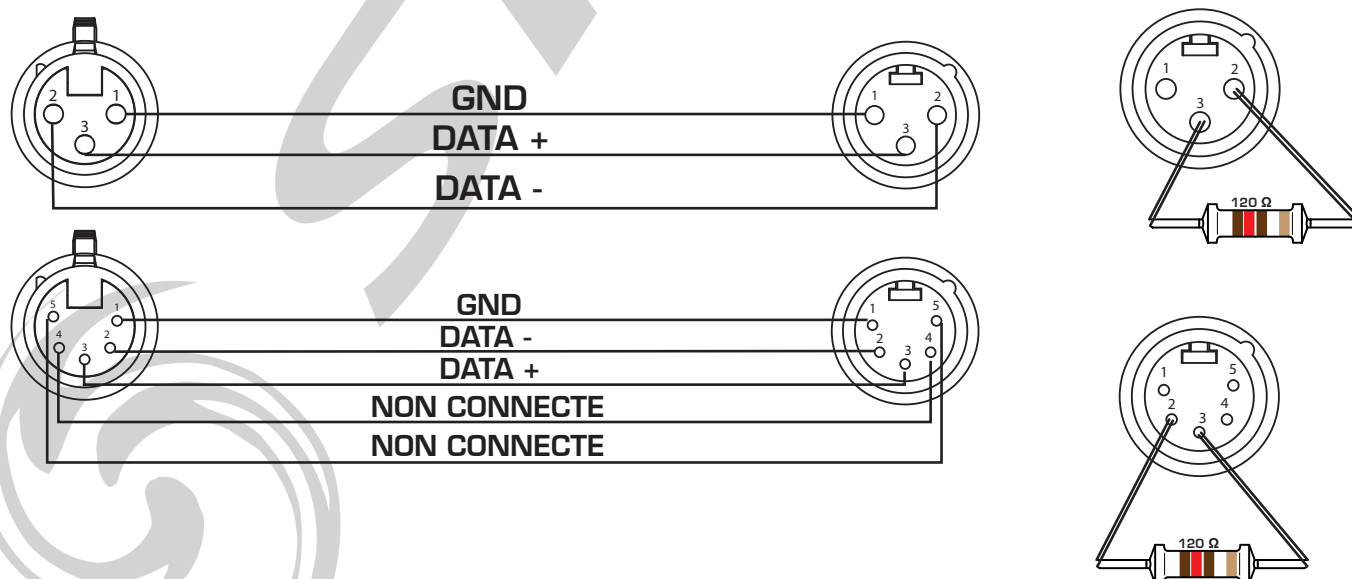 2 1 3
GND
DATA +
DATA -
1 2 3
1 2 3
120 Ω
5 1 4 2 3
GND
DATA -
DATA +
NON CONNECTE
NON CONNECTE
1 5 2 4 3
1 5 2 4 3
120 Ω